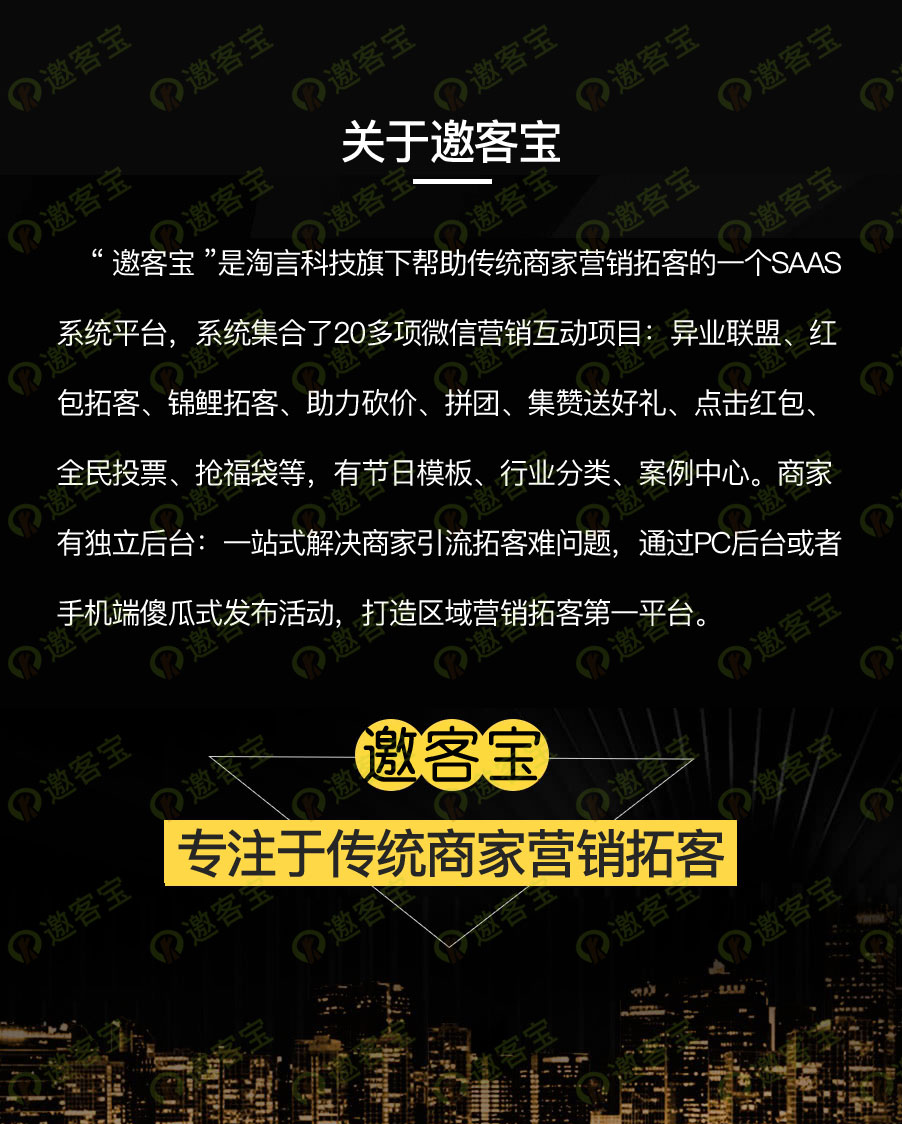 关于邀客宝
“ 邀客宝 ”是淘言科技旗下帮助传统商家营销拓客的一个SAAS
系统平台，系统集合了20多项微信营销互动项目：异业联盟、红
包拓客、锦鲤拓客、助力砍价、拼团、集赞送好礼、点击红包、
全民投票、抢福袋等，有节日模板、行业分类、案例中心。商家
有独立后台：一站式解决商家引流拓客难问题，通过PC后台或者
手机端傻瓜式发布活动，打造区域营销拓客第一平台。
邀客宝
专注于传统商家营销拓客